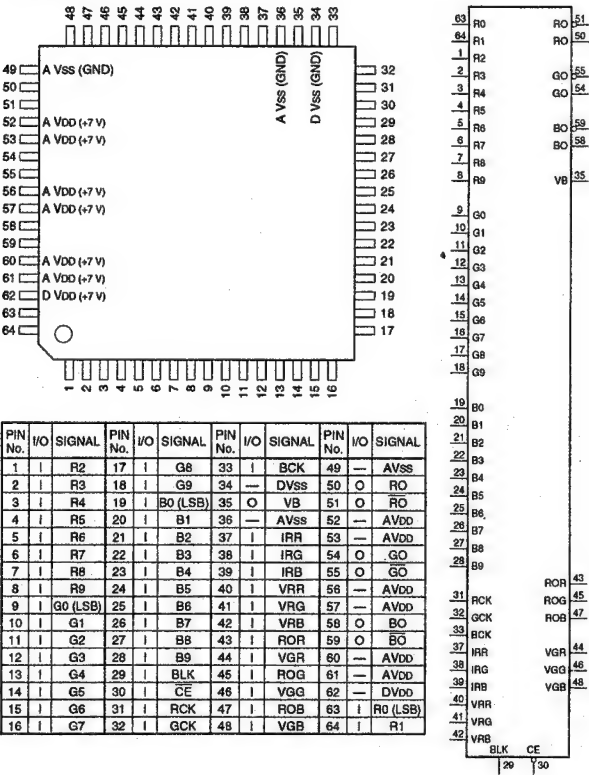 48 47 46 45 44 43 42 41 40 39 38 37 36 35 34 33
49 A VSS (GND)
50
51
52 A VDD (+7 V)
53 A VDD (+7 V)
54
55
56 A VDD (+7 V)
57 A VDD (+7 V)
58
59
60 A VDD (+7 V)
61 A VDD (+7 V)
62 D VDD (+7 V)
63
64
A VSS (GND)
A VSS (GND)
D VSS (GND)
32
31
30
29
28
27
26
25
24
23
22
21
20
19
18
17
1 2 3 4 5 6 7 8 9 10 11 12 13 14 15 16
PIN No. I/O SIGNAL PIN No. I/O SIGNAL PIN No. I/O SIGNAL PIN No. I/O SIGNAL
1 I R2 17 I G8 33 I BCK 49 — AVSS
2 I R3 18 I G9 34 — DVSS 50 O RO
3 I R4 19 I B0 (LSB) 35 O VB 51 O R̅O̅
4 I R5 20 I B1 36 — AVSS 52 — AVDD
5 I R6 21 I B2 37 I IRR 53 — AVDD
6 I R7 22 I B3 38 I IRG 54 O GO
7 I R8 23 I B4 39 I IRB 55 O G̅O̅
8 I R9 24 I B5 40 I VRR 56 — AVDD
9 I G0 (LSB) 25 I B6 41 I VRG 57 — AVDD
10 I G1 26 I B7 42 I VRB 58 O BO
11 I G2 27 I B8 43 I ROR 59 O B̅O̅
12 I G3 28 I B9 44 I VGR 60 — AVDD
13 I G4 29 I BLK 45 I ROG 61 — AVDD
14 I G5 30 I C̅E̅ 46 I VGG 62 — DVDD
15 I G6 31 I RCK 47 I ROB 63 I R0 (LSB)
16 I G7 32 I GCK 48 I VGB 64 I R1
63 R0
64 R1
1 R2
2 R3
3 R4
4 R5
5 R6
6 R7
7 R8
8 R9
9 G0
10 G1
11 G2
12 G3
13 G4
14 G5
15 G6
16 G7
17 G8
18 G9
19 B0
20 B1
21 B2
22 B3
23 B4
24 B5
25 B6
26 B7
27 B8
28 B9
31 RCK
32 GCK
33 BCK
37 IRR
38 IRG
39 IRB
40 VRR
41 VRG
42 VRB
RO 51
RO 50
GO 55
GO 54
BO 59
BO 58
VB 35
ROR 43
ROG 45
ROB 47
VGR 44
VGG 46
VGB 48
BLK CE
29 30